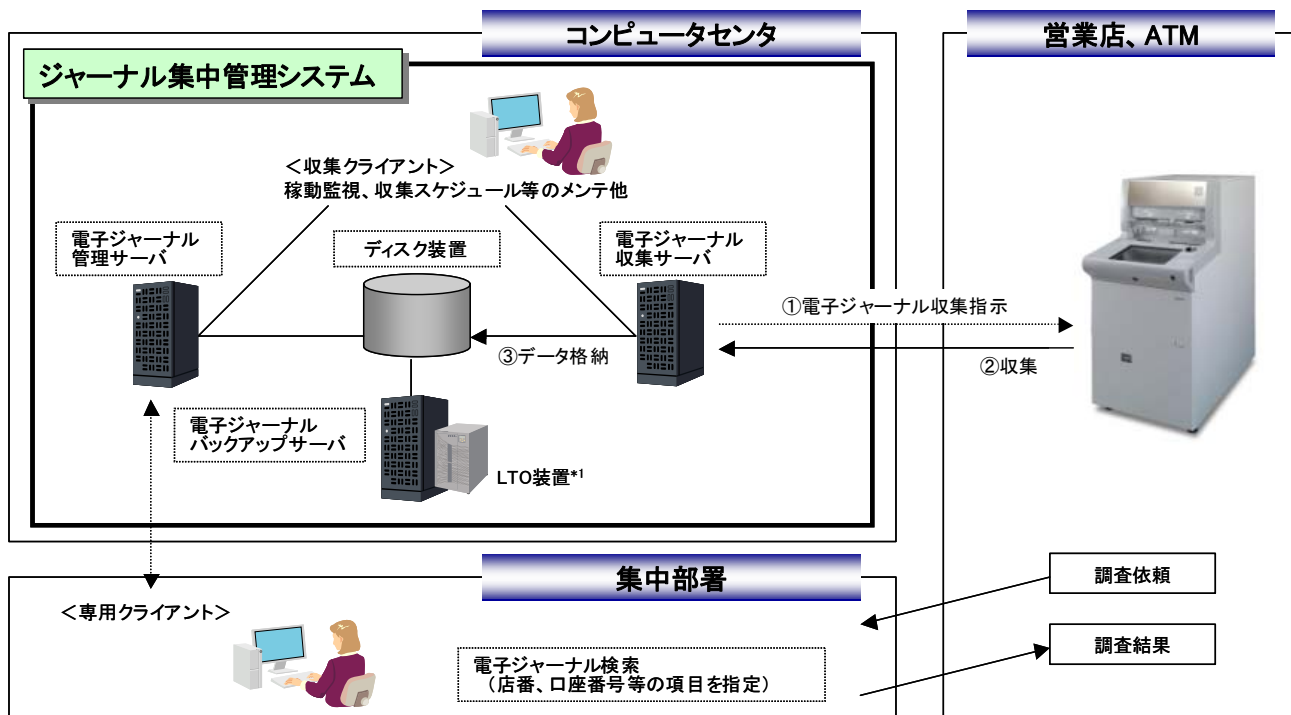 コンピュータセンタ
営業店、ATM
ジャーナル集中管理システム
＜収集クライアント＞
稼動監視、収集スケジュール等のメンテ他
電子ジャーナル
管理サーバ
ディスク装置
電子ジャーナル
収集サーバ
①電子ジャーナル収集指示
②収集
③データ格納
電子ジャーナル
バックアップサーバ
LTO装置*1
集中部署
＜専用クライアント＞
電子ジャーナル検索
（店番、口座番号等の項目を指定）
調査依頼
調査結果